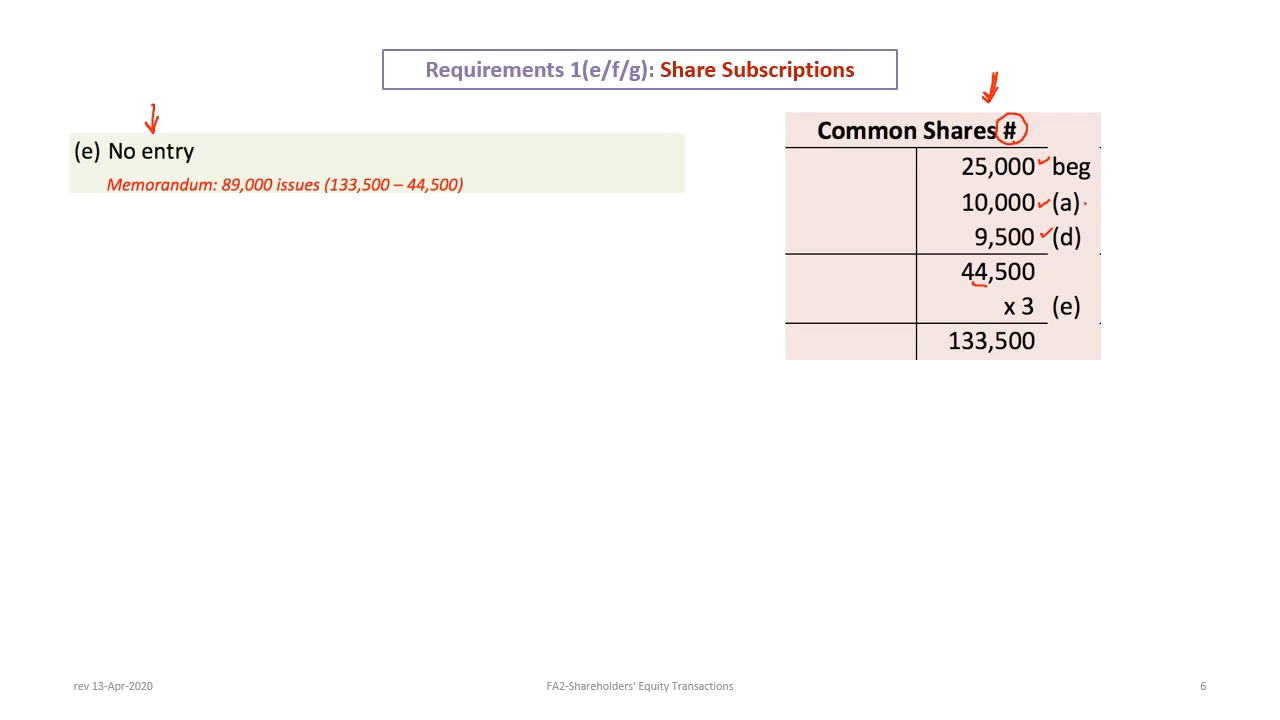 Requirements 1(e/f/g): Share Subscriptions
(e) No entry
Memorandum: 89,000 issues (133,500 – 44,500)
Common Shares #
25,000 beg
10,000 (a)
9,500 (d)
44,500
x 3 (e)
133,500
rev 13-Apr-2020
FA2-Shareholders' Equity Transactions
6